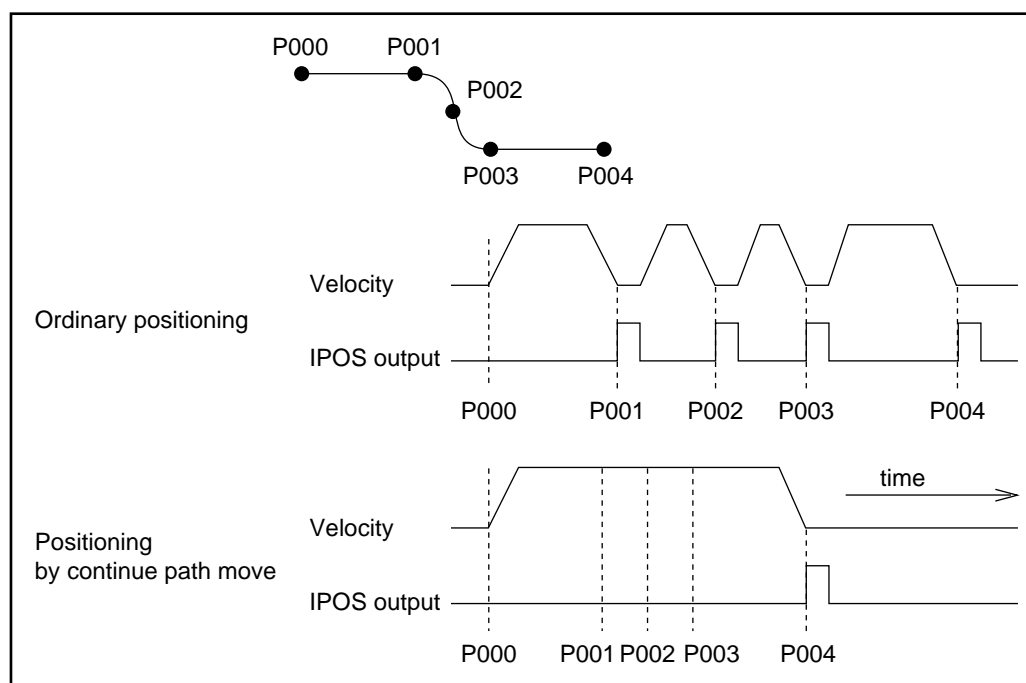 P000 P001
P002
P003 P004
Velocity
Ordinary positioning
IPOS output
P000 P001 P002 P003 P004
time
Velocity
Positioning
by continue path move
IPOS output
P000 P001 P002 P003 P004